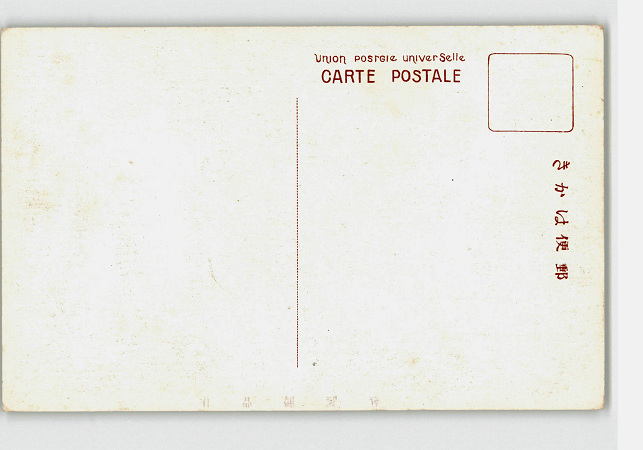 Union postale universelle
CARTE POSTALE
郵便はかき